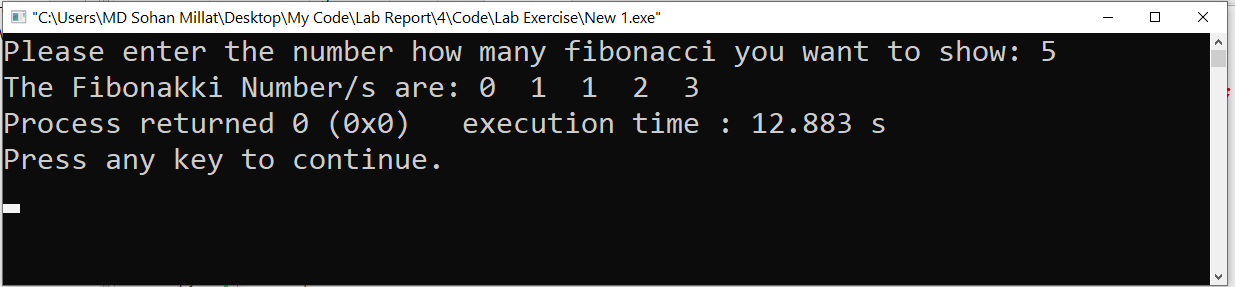 "C:\Users\MD Sohan Millat\Desktop\My Code\Lab Report\4\Code\Lab Exercise\New 1.exe"
Please enter the number how many fibonacci you want to show: 5
The Fibonakki Number/s are: 0  1  1  2  3
Process returned 0 (0x0)   execution time : 12.883 s
Press any key to continue.